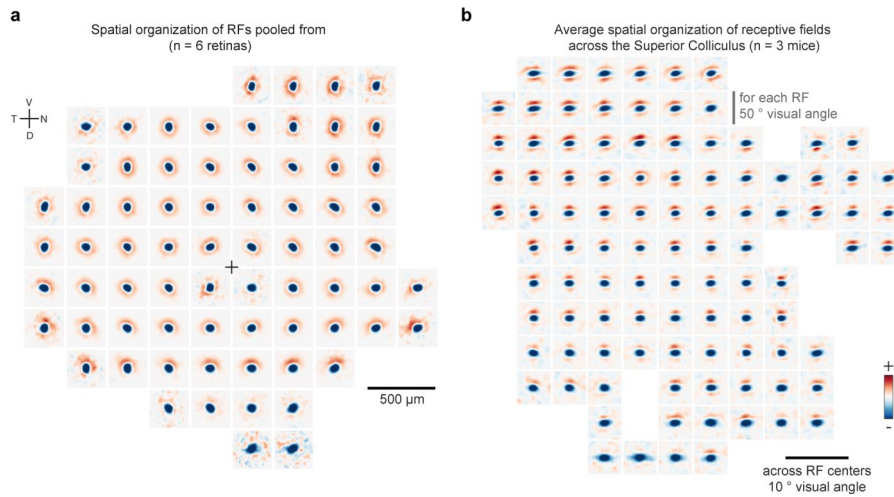 a
Spatial organization of RFs pooled from
(n = 6 retinas)
V
T N
D
500 µm
b
Average spatial organization of receptive fields
across the Superior Colliculus (n = 3 mice)
for each RF
50 ° visual angle
+
-
across RF centers
10 ° visual angle